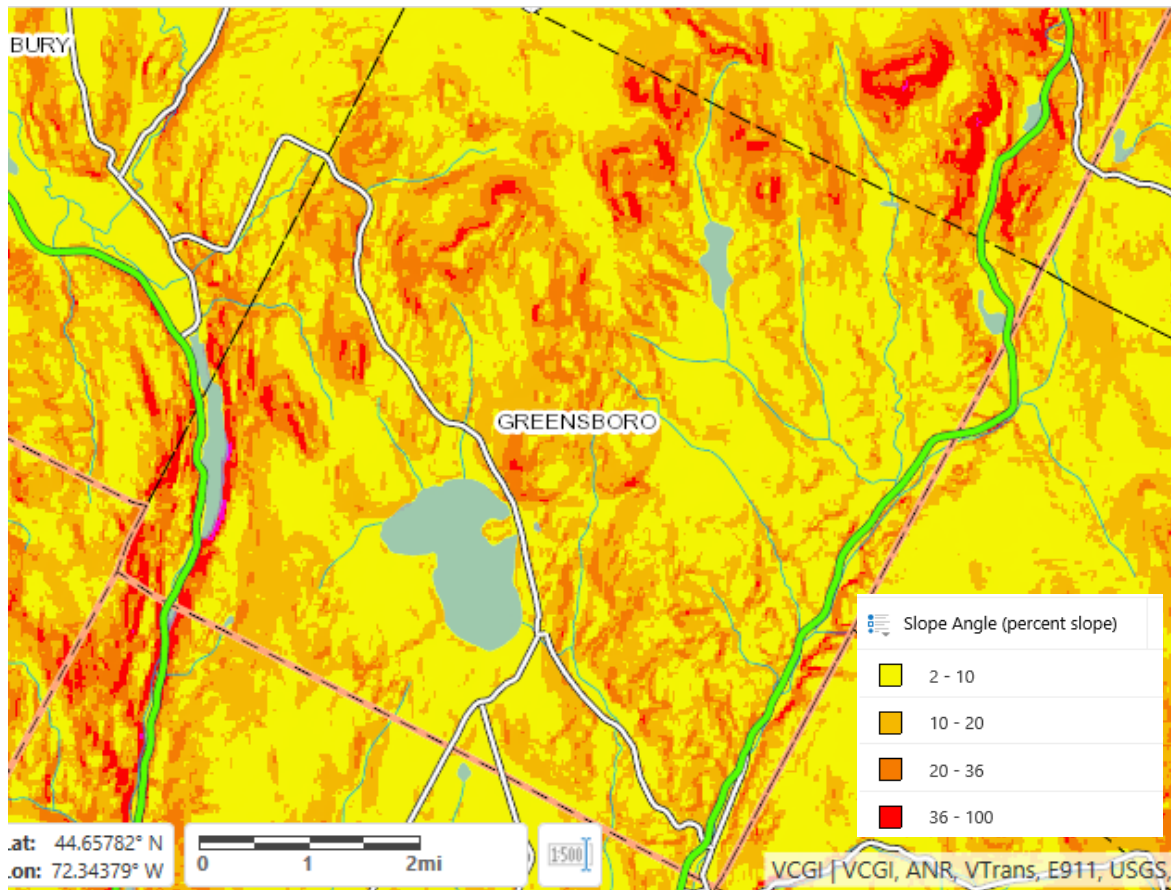 BURY
GREENSBORO
Slope Angle (percent slope)
2 - 10
10 - 20
20 - 36
36 - 100
.at: 44.65782° N
.on: 72.34379° W
0 1 2mi
1:500
VCGI | VCGI, ANR, VTrans, E911, USGS